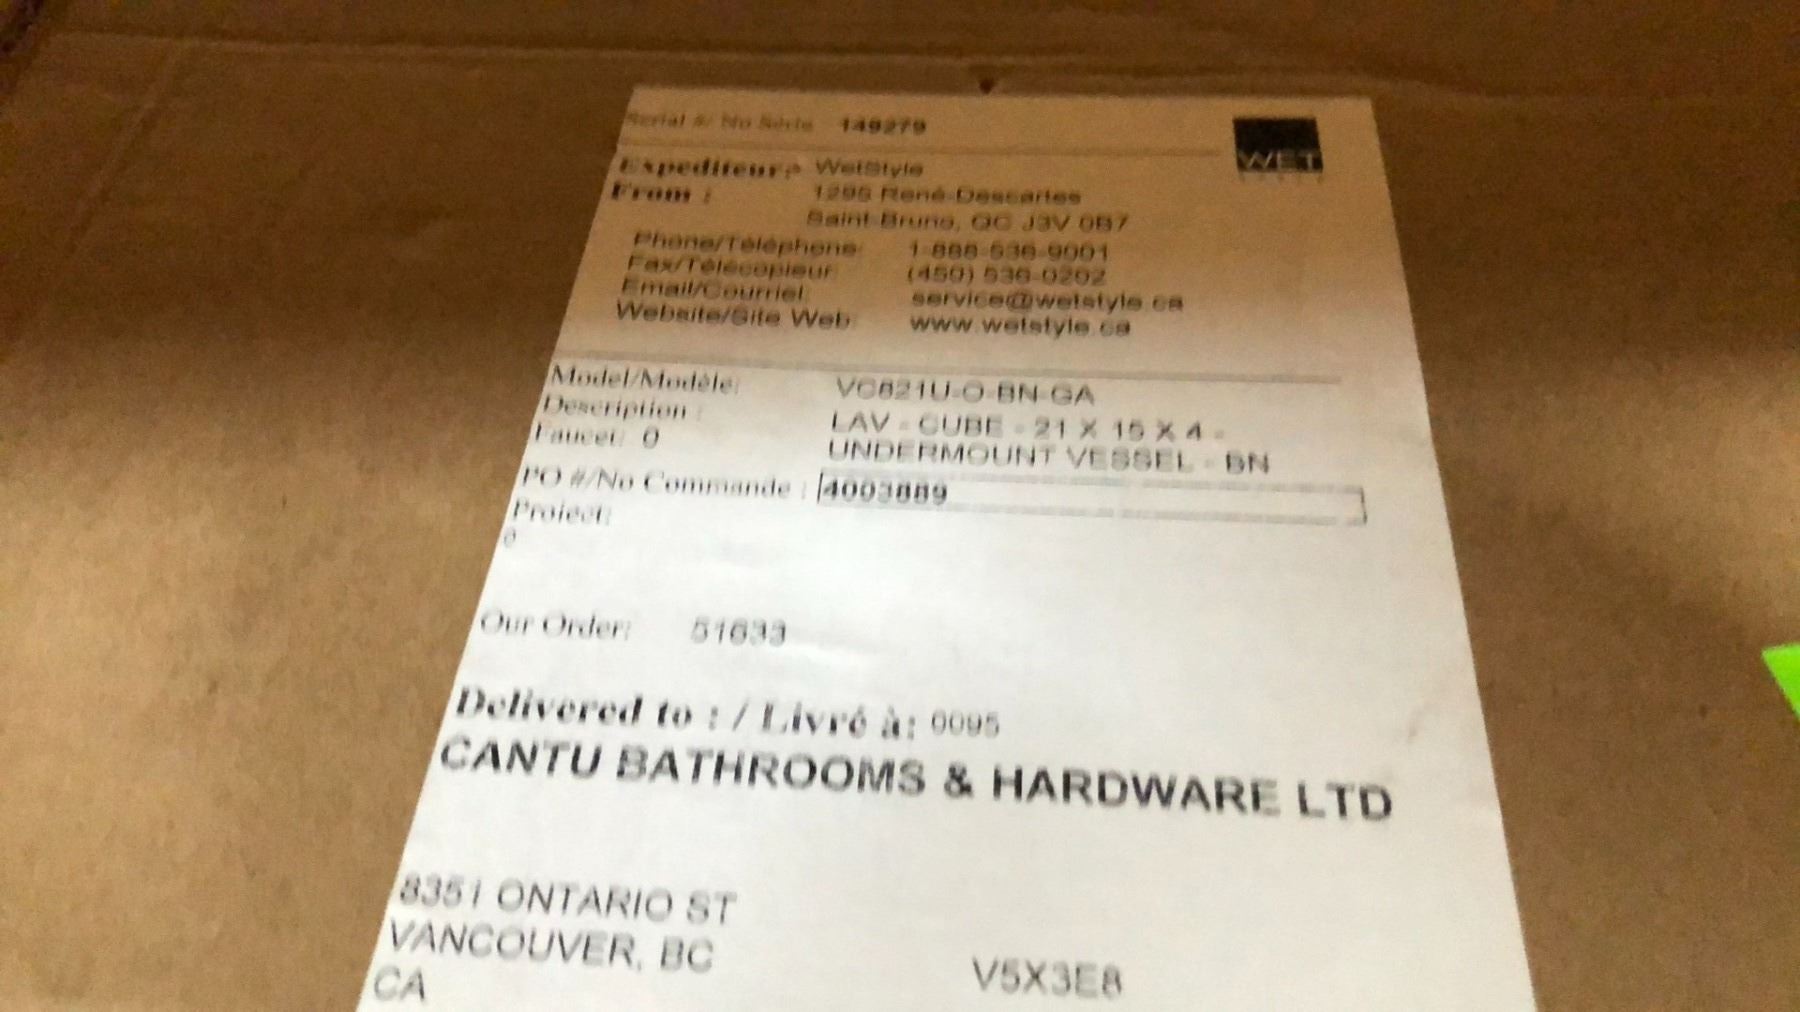 Serial #/ No Série 149279
WET
Expediteur:
From :
WetStyle
1295 René-Descartes
Saint-Bruno, QC J3V 0B7
Phone/Téléphone: 1-888-536-9001
Fax/Télécopieur: (450) 536-0202
Email/Courriel: service@wetstyle.ca
Website/Site Web: www.wetstyle.ca
Model/Modèle: VC821U-O-BN-GA
Description : LAV - CUBE - 21 X 15 X 4 -
UNDERMOUNT VESSEL - BN
Faucet: 0
PO #/No Commande : 4003889
Project:
0
Our Order: 51633
Delivered to : / Livré à: 0095
CANTU BATHROOMS & HARDWARE LTD
8351 ONTARIO ST
VANCOUVER, BC V5X3E8
CA